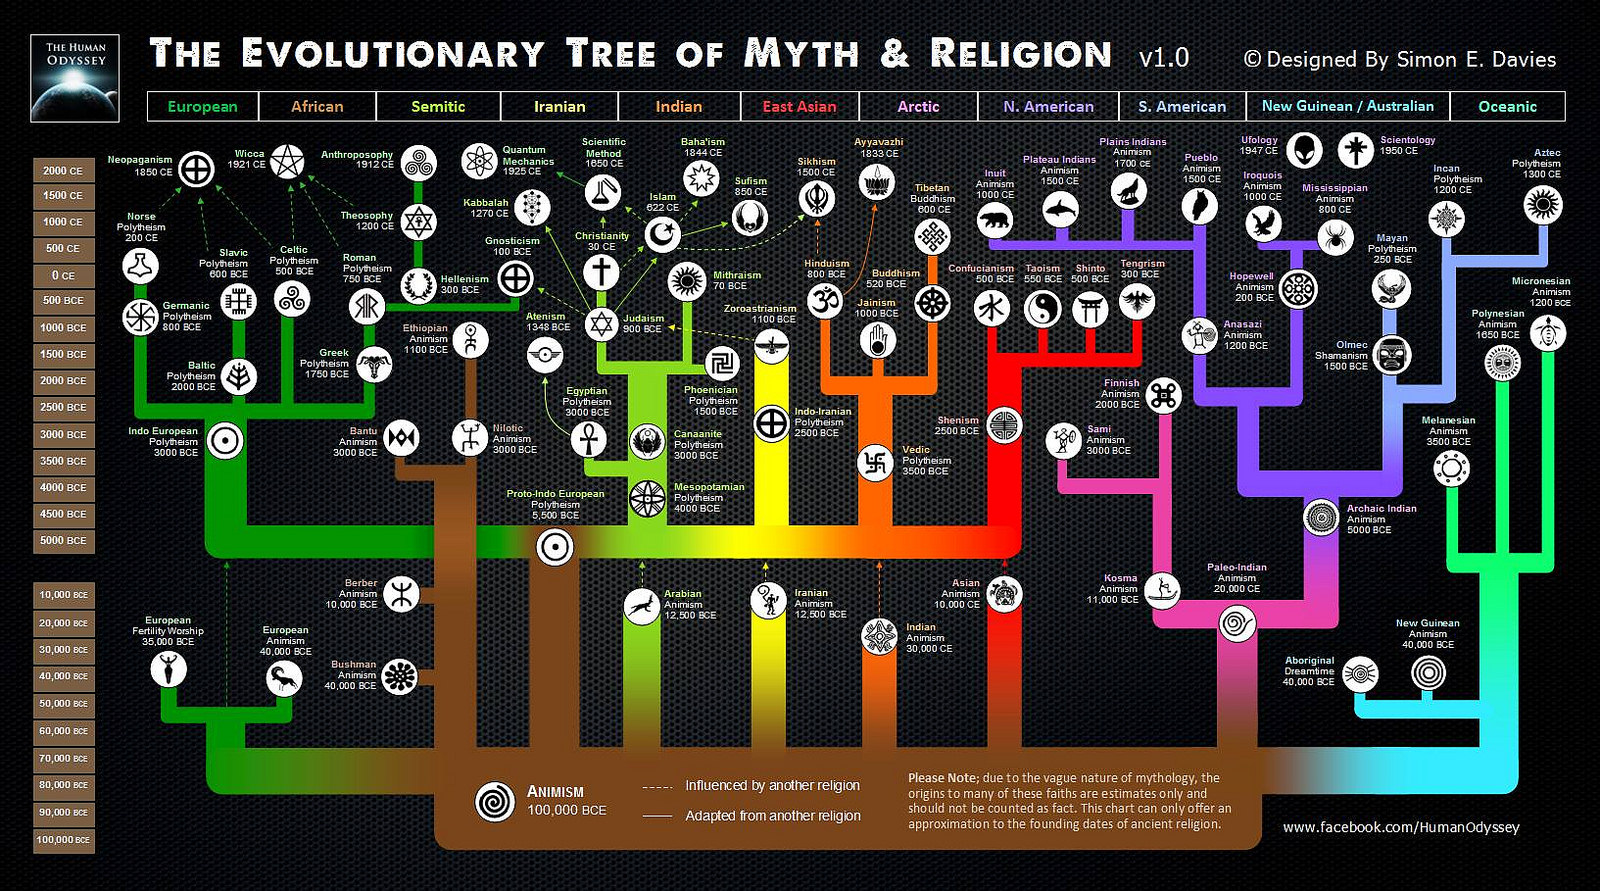 THE HUMAN
ODYSSEY
THE EVOLUTIONARY TREE OF MYTH & RELIGION v1.0
© Designed By Simon E. Davies
European
African
Semitic
Iranian
Indian
East Asian
Arctic
N. American
S. American
New Guinean / Australian
Oceanic
2000 CE
1500 CE
1000 CE
500 CE
0 CE
500 BCE
1000 BCE
1500 BCE
2000 BCE
2500 BCE
3000 BCE
3500 BCE
4000 BCE
4500 BCE
5000 BCE
10,000 BCE
20,000 BCE
30,000 BCE
40,000 BCE
50,000 BCE
60,000 BCE
70,000 BCE
80,000 BCE
90,000 BCE
100,000 BCE
Neopaganism
1850 CE
Wicca
1921 CE
Anthroposophy
1912 CE
Quantum
Mechanics
1925 CE
Scientific
Method
1650 CE
Baha'ism
1844 CE
Sikhism
1500 CE
Ayyavazhi
1833 CE
Tibetan
Buddhism
600 CE
Inuit
Animism
1000 CE
Plateau Indians
Animism
1500 CE
Plains Indians
Animism
1700 CE
Pueblo
Animism
1500 CE
Ufology
1947 CE
Scientology
1950 CE
Iroquois
Animism
1000 CE
Mississippian
Animism
800 CE
Incan
Polytheism
1200 CE
Aztec
Polytheism
1300 CE
Norse
Polytheism
200 CE
Slavic
Polytheism
600 BCE
Celtic
Polytheism
500 BCE
Theosophy
1200 CE
Roman
Polytheism
750 BCE
Hellenism
300 BCE
Kabbalah
1270 CE
Gnosticism
100 BCE
Christianity
30 CE
Islam
622 CE
Sufism
850 CE
Mithraism
70 BCE
Hinduism
800 BCE
Buddhism
520 BCE
Jainism
1000 BCE
Confucianism
500 BCE
Taoism
550 BCE
Shinto
500 BCE
Tengrism
300 BCE
Hopewell
Animism
200 BCE
Mayan
Polytheism
250 BCE
Micronesian
Animism
1200 BCE
Germanic
Polytheism
800 BCE
Ethiopian
Animism
1100 BCE
Atenism
1348 BCE
Judaism
900 BCE
Zoroastrianism
1100 BCE
Anasazi
Animism
1200 BCE
Olmec
Shamanism
1500 BCE
Polynesian
Animism
1650 BCE
Baltic
Polytheism
2000 BCE
Greek
Polytheism
1750 BCE
Egyptian
Polytheism
3000 BCE
Phoenician
Polytheism
1500 BCE
Finnish
Animism
2000 BCE
Indo European
Polytheism
3000 BCE
Bantu
Animism
3000 BCE
Nilotic
Animism
3000 BCE
Canaanite
Polytheism
3000 BCE
Indo-Iranian
Polytheism
2500 BCE
Vedic
Polytheism
3500 BCE
Shenism
2500 BCE
Sami
Animism
3000 BCE
Melanesian
Animism
3500 BCE
Proto-Indo European
Polytheism
5,500 BCE
Mesopotamian
Polytheism
4000 BCE
Archaic Indian
Animism
5000 BCE
Berber
Animism
10,000 BCE
Arabian
Animism
12,500 BCE
Iranian
Animism
12,500 BCE
Indian
Animism
30,000 CE
Asian
Animism
10,000 CE
Kosma
Animism
11,000 BCE
Paleo-Indian
Animism
20,000 CE
European
Fertility Worship
35,000 BCE
European
Animism
40,000 BCE
Bushman
Animism
40,000 BCE
Aboriginal
Dreamtime
40,000 BCE
New Guinean
Animism
40,000 BCE
ANIMISM
100,000 BCE
Influenced by another religion
Adapted from another religion
Please Note; due to the vague nature of mythology, the
origins to many of these faiths are estimates only and
should not be counted as fact. This chart can only offer an
approximation to the founding dates of ancient religion.
www.facebook.com/HumanOdyssey